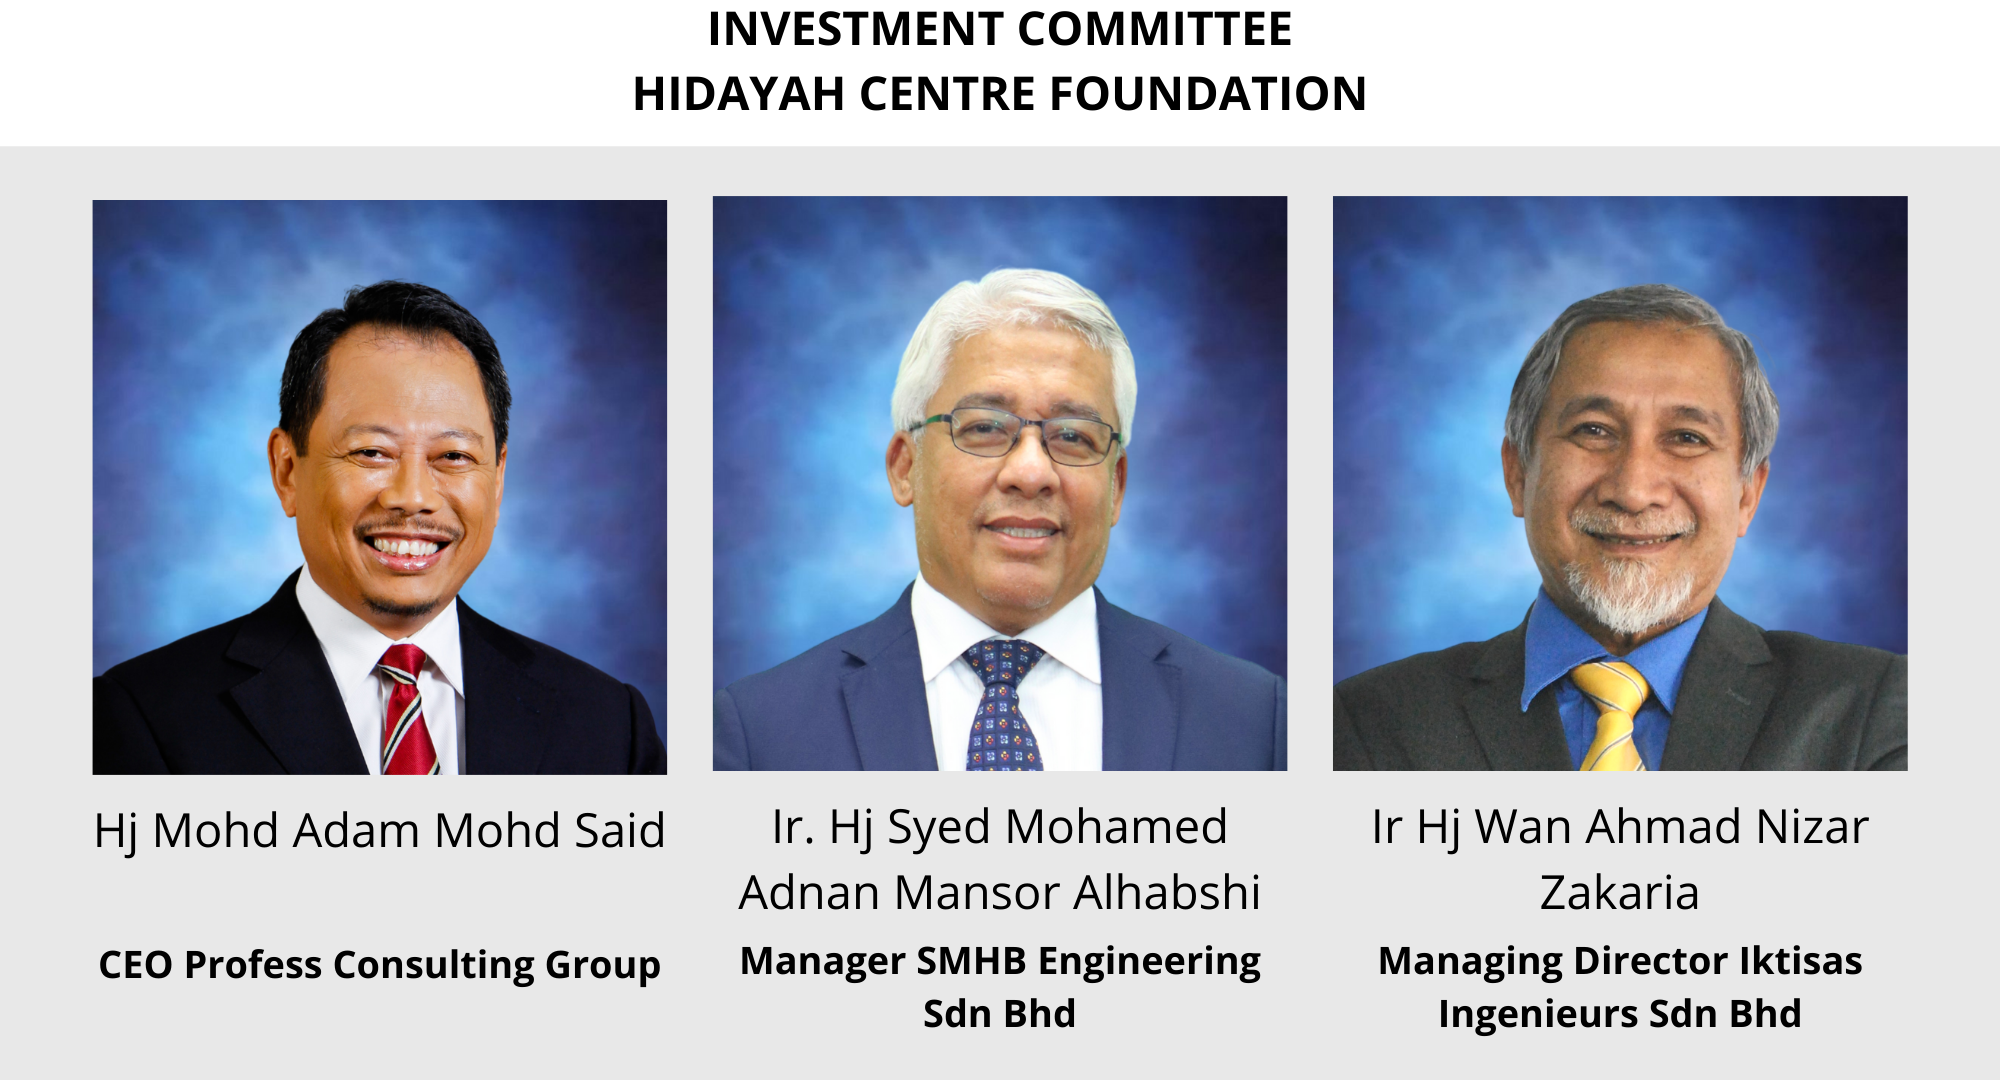 INVESTMENT COMMITTEE
HIDAYAH CENTRE FOUNDATION
Hj Mohd Adam Mohd Said
CEO Profess Consulting Group
Ir. Hj Syed Mohamed
Adnan Mansor Alhabshi
Manager SMHB Engineering
Sdn Bhd
Ir Hj Wan Ahmad Nizar
Zakaria
Managing Director Iktisas
Ingenieurs Sdn Bhd